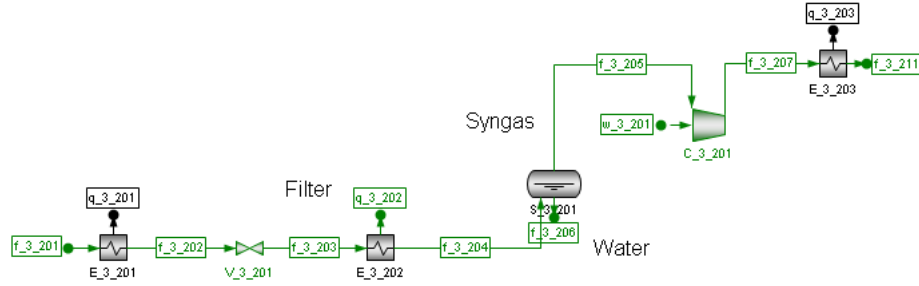 q_3_203
f_3_205
f_3_207
f_3_211
E_3_203
Syngas
w_3_201
C_3_201
q_3_201
Filter
q_3_202
S_3_201
f_3_201
f_3_202
f_3_203
f_3_204
f_3_206
Water
E_3_201
V_3_201
E_3_202